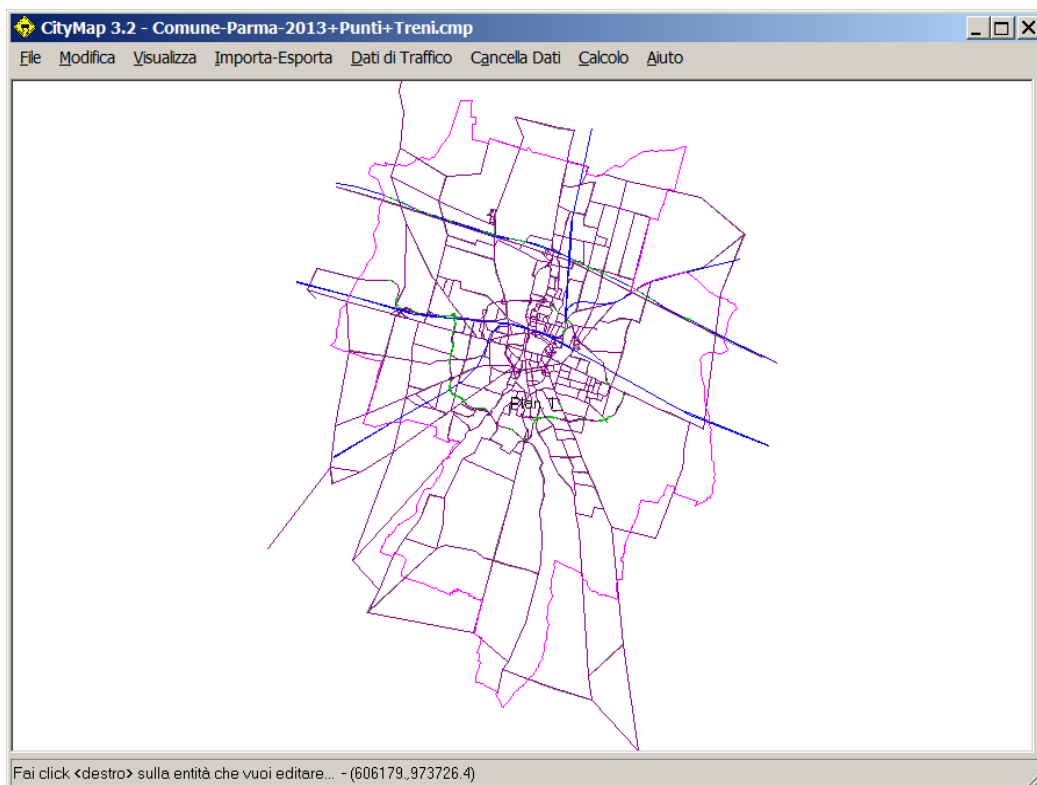 CityMap 3.2 - Comune-Parma-2013+Punti+Treni.cmp
File Modifica Visualizza Importa-Esporta Dati di Traffico Cancella Dati Calcolo Aiuto
Fai click <destro> sulla entità che vuoi editare... - (606179.,973726.4)